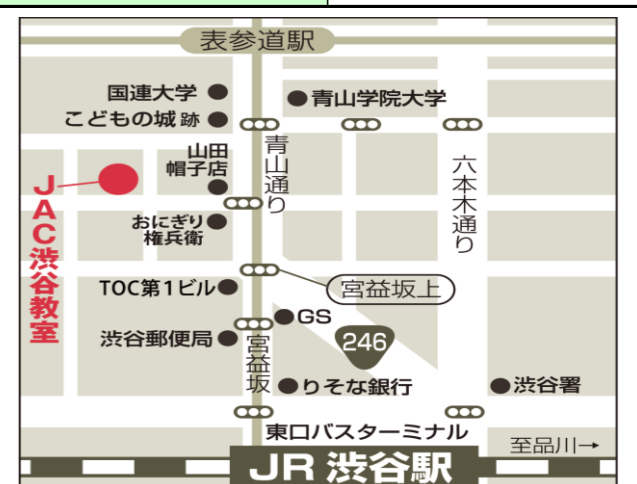 表参道駅
国連大学
青山学院大学
こどもの城 跡
山田
帽子店
青山通り
六本木通り
JAC渋谷教室
おにぎり
権兵衛
TOC第1ビル
宮益坂上
GS
渋谷郵便局
246
宮益坂
りそな銀行
渋谷署
東口バスターミナル
至品川→
JR 渋谷駅